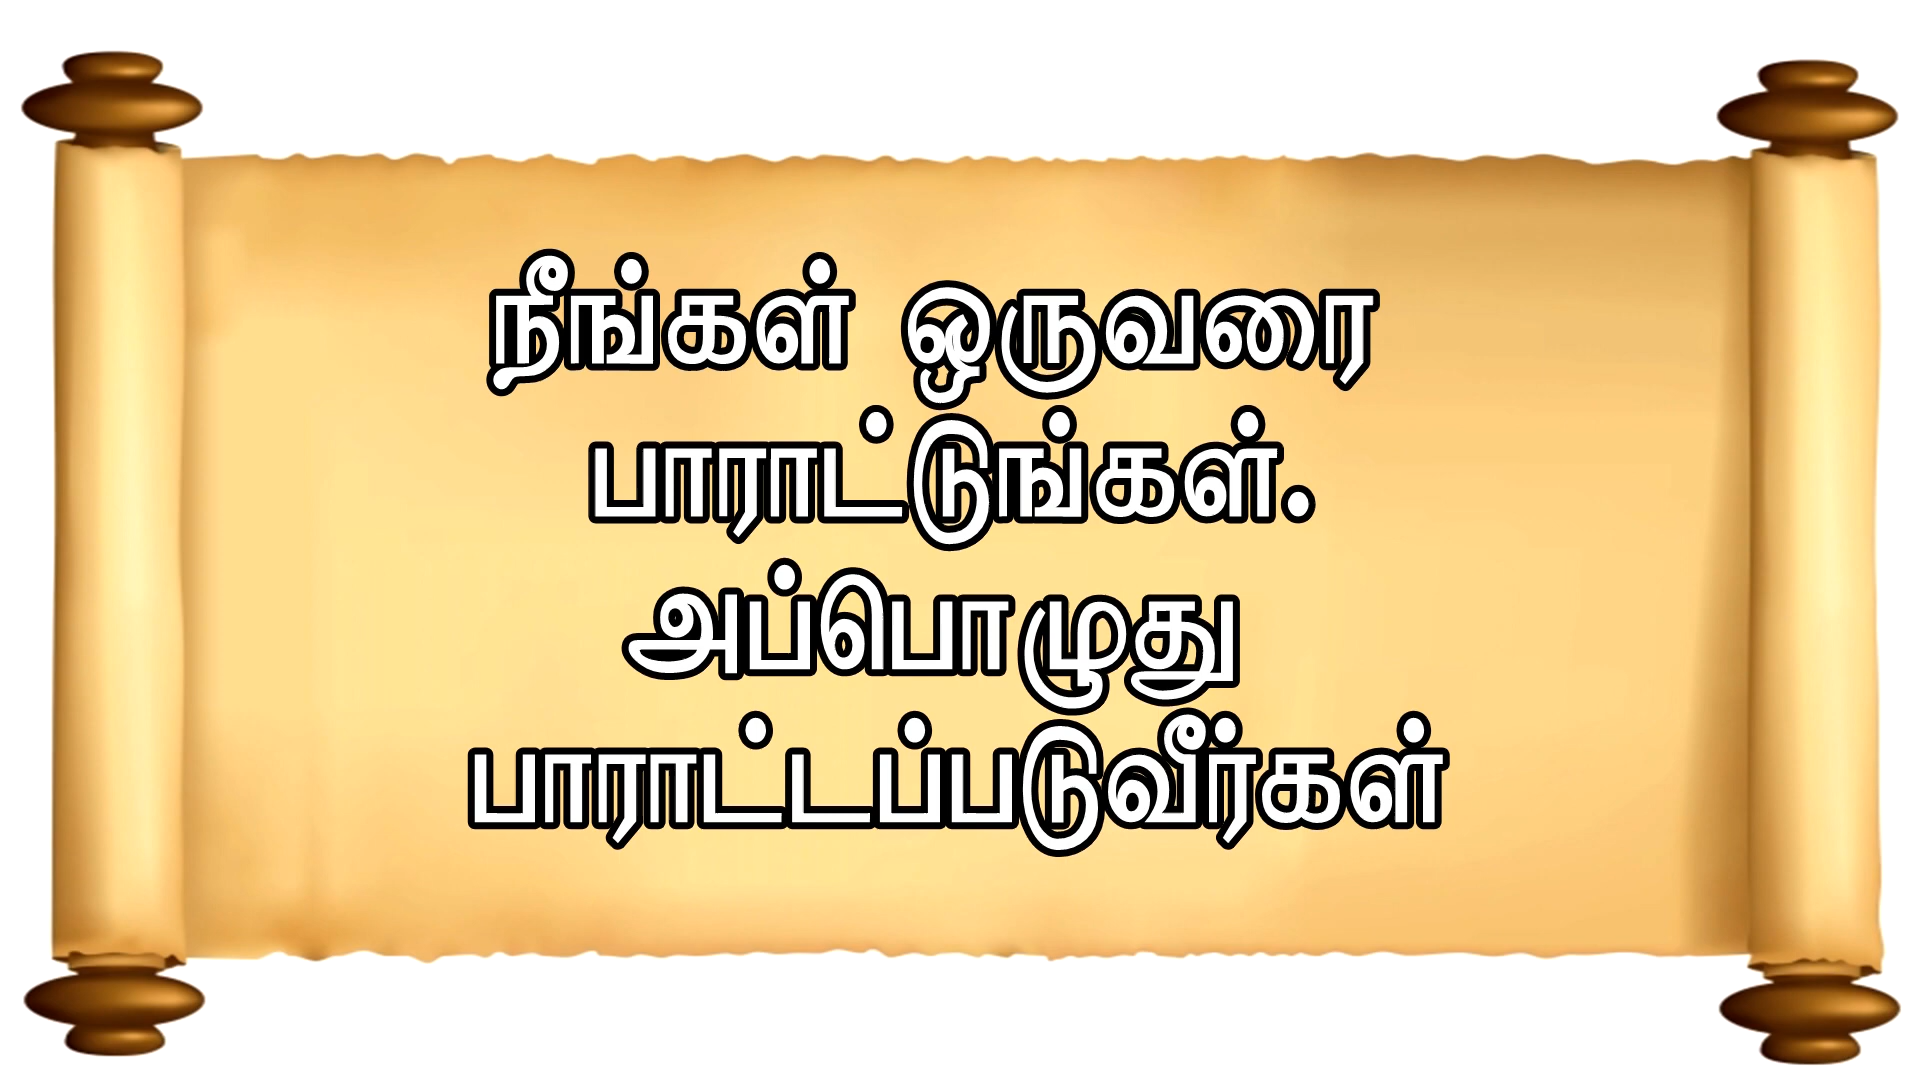 நீங்கள் ஒருவரை
பாராட்டுங்கள்.
அப்பொழுது
பாராட்டப்படுவீர்கள்